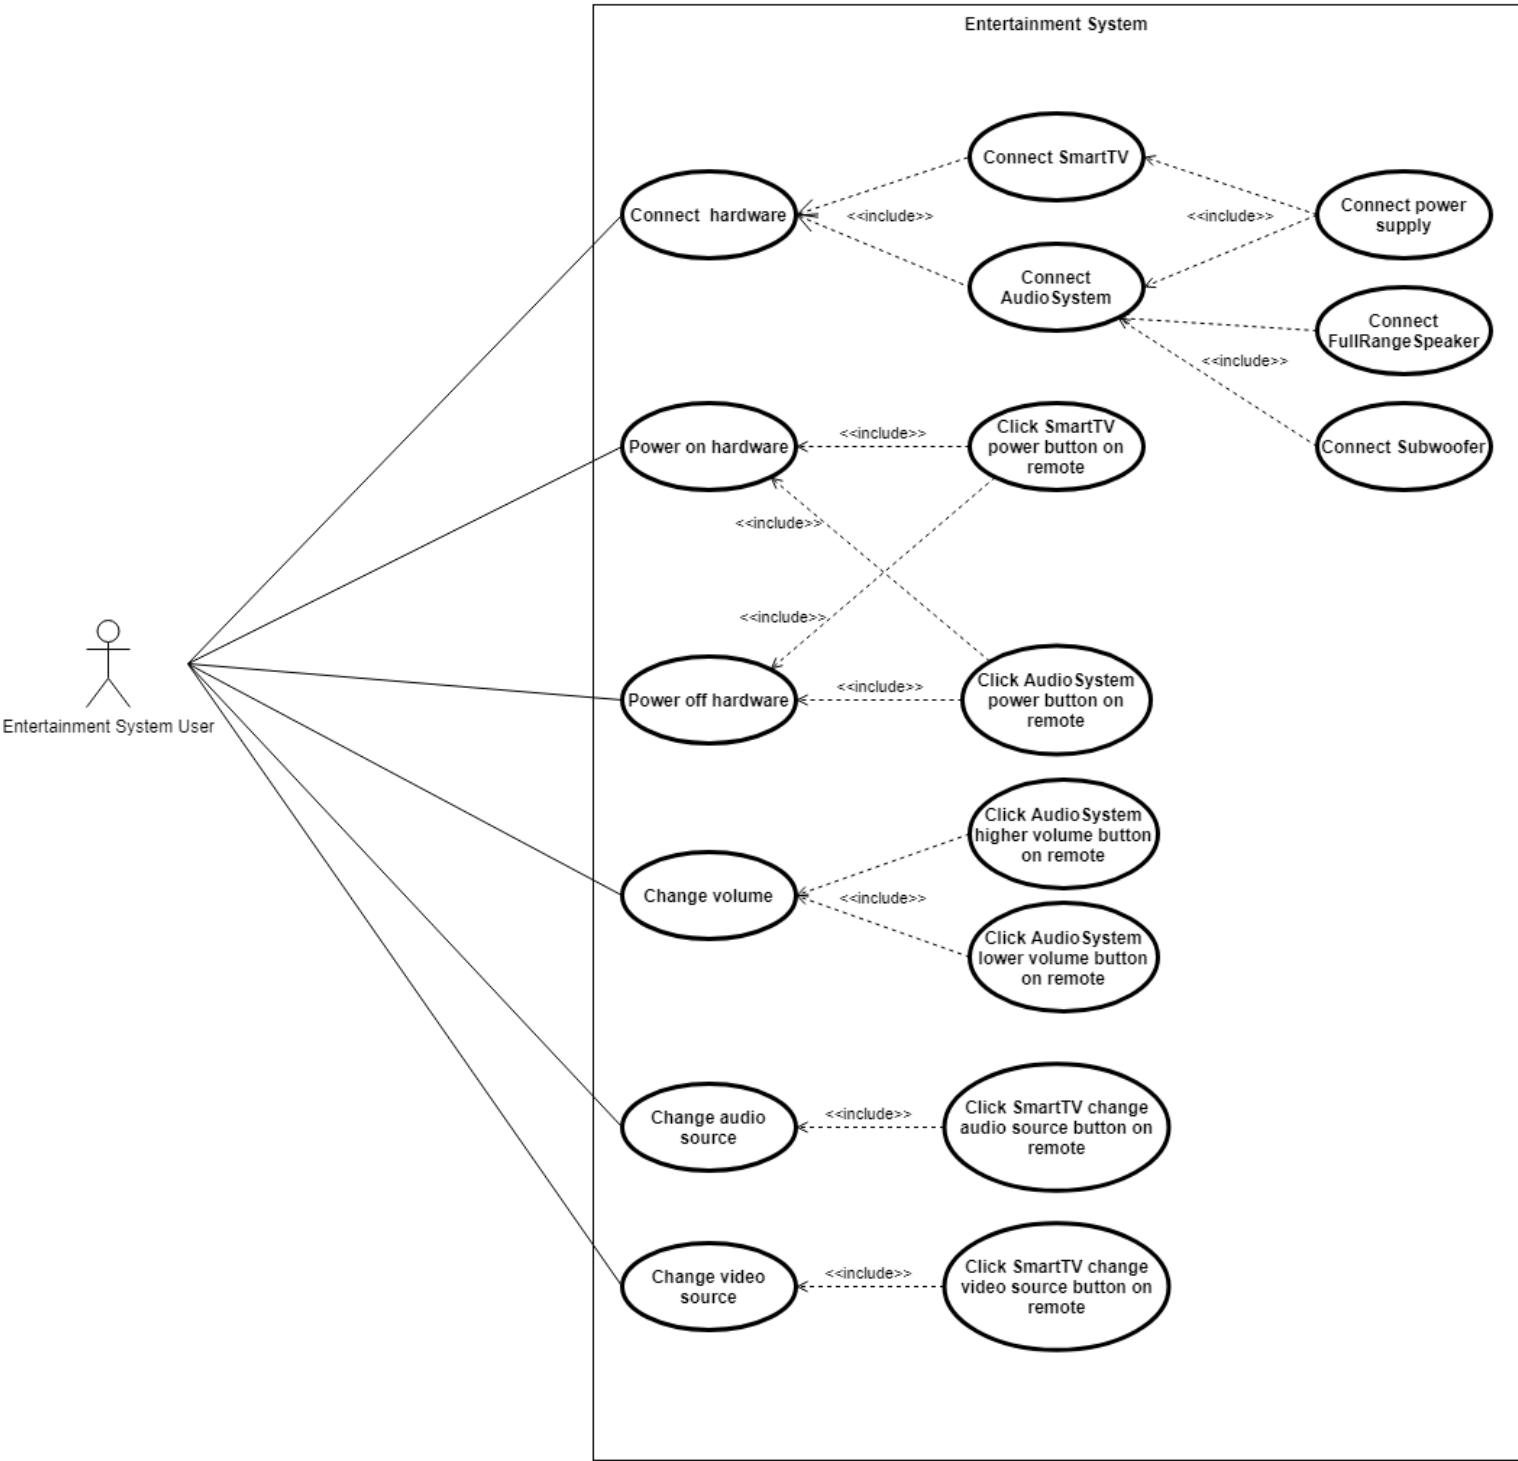 Entertainment System
Connect SmartTV
Connect hardware
<<include>>
<<include>>
Connect power
supply
Connect
AudioSystem
Connect
FullRangeSpeaker
<<include>>
Power on hardware
<<include>>
Click SmartTV
power button on
remote
Connect Subwoofer
<<include>>
<<include>>
Entertainment System User
Power off hardware
<<include>>
Click AudioSystem
power button on
remote
Click AudioSystem
higher volume button
on remote
Change volume
<<include>>
Click AudioSystem
lower volume button
on remote
Change audio
source
<<include>>
Click SmartTV change
audio source button on
remote
Change video
source
<<include>>
Click SmartTV change
video source button on
remote